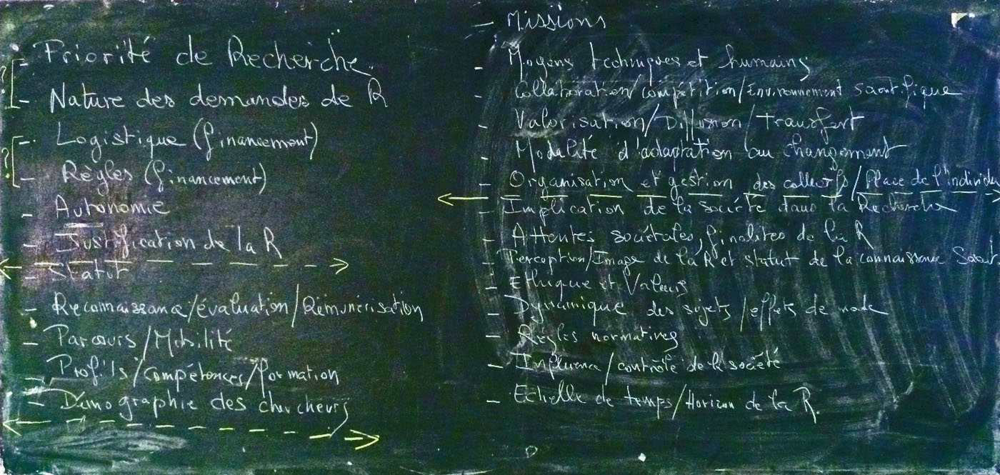 - Priorité de Recherche.
- Nature des demandes de R
- Logistique (financement)
- Règles (financement)
- Autonomie
- Justification de la R
- Statut
- Reconnaissance/évaluation/Rémunérisation
- Parcours/Mobilité
- Profils/compétences/formation
- Démographie des chercheurs
- Missions
- Moyens techniques et humains
- Collaboration/compétition/Environnement scientifique
- Valorisation/Diffusion/Transfert
- Modalité d'adaptation au changement
- Organisation et gestion des collectifs/Place de l'individu
- Implication de la société dans la Recherche
- Attentes sociétales, finalités de la R
- Perception/Image de la R et statut de la connaissance Scient.
- Ethique et Valeurs
- Dynamique des sujets/effets de mode
- Règles normatives
- Influence/contrôle de la société
- Echelle de temps/Horizon de la R.